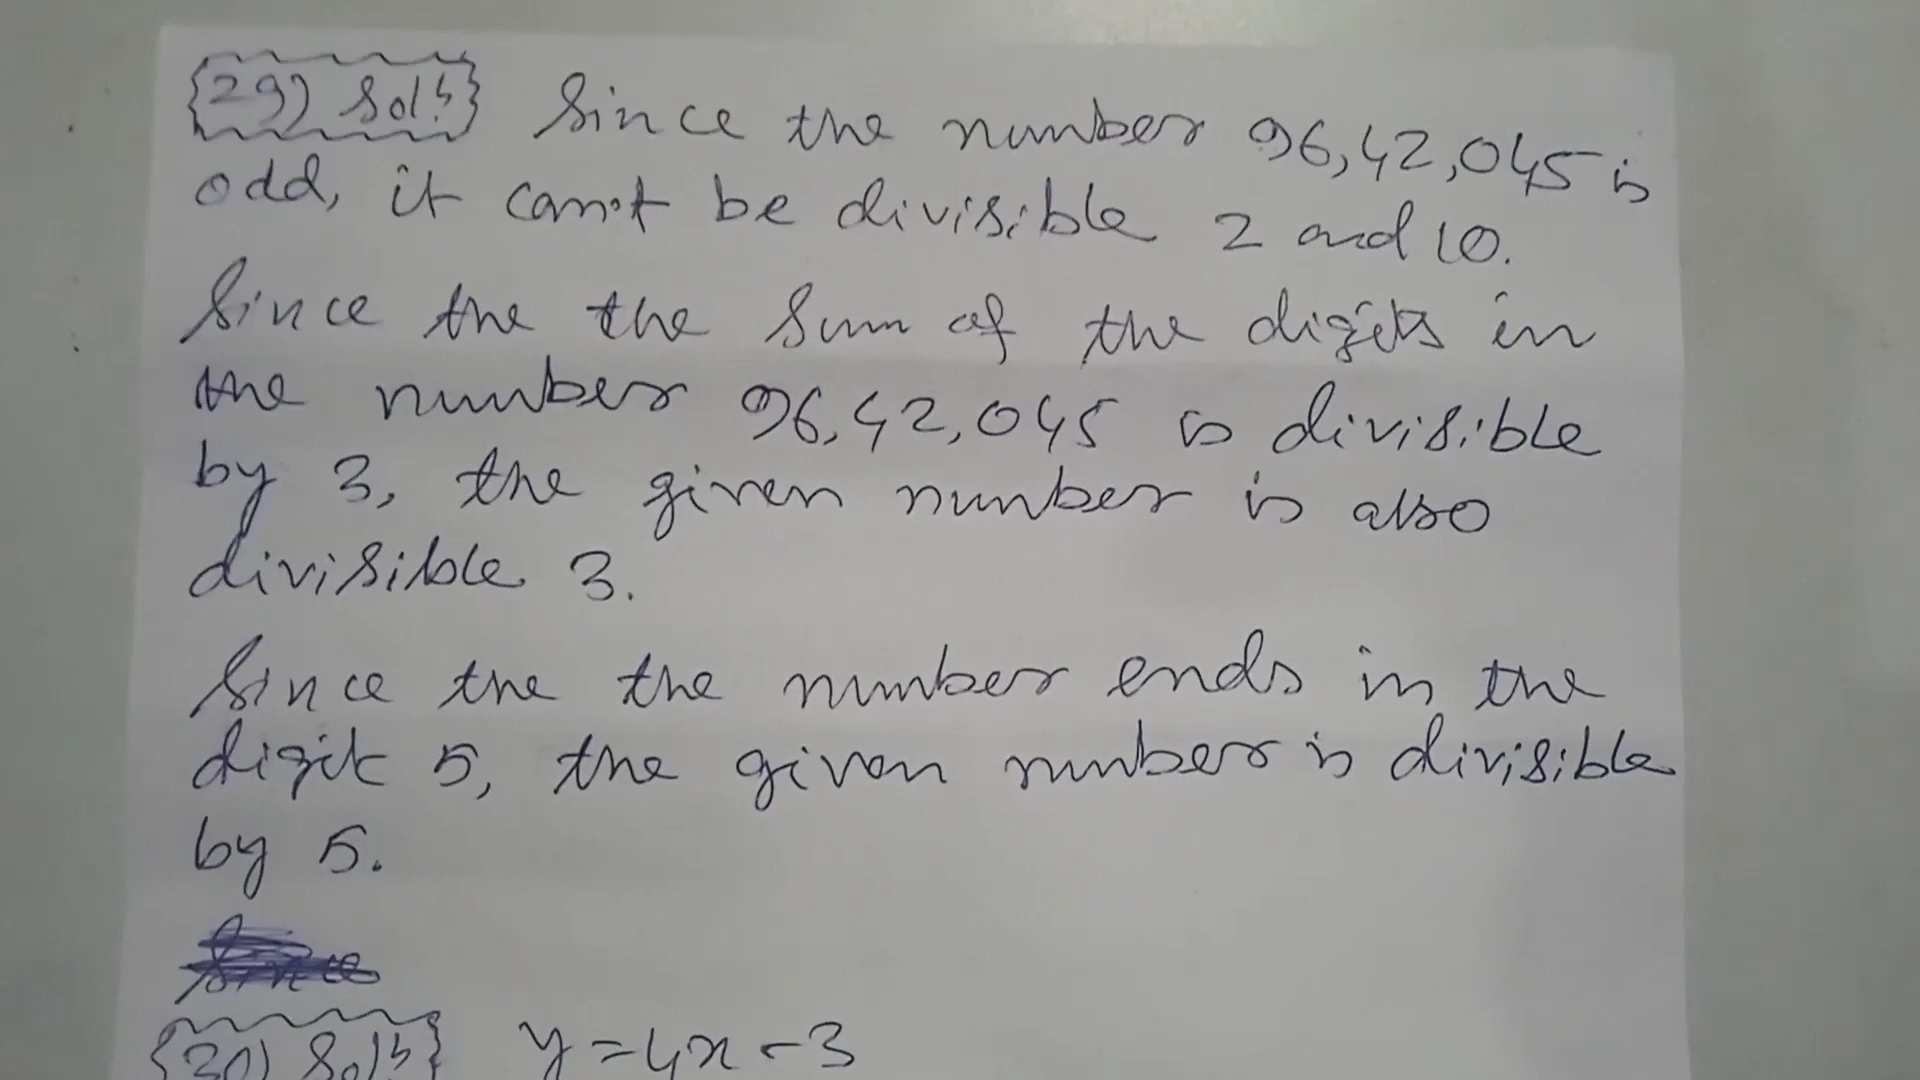 29) Sol: Since the number 96,42,045 is
odd, it can't be divisible 2 and 10.
Since the the sum of the digits in
the number 96,42,045 is divisible
by 3, the given number is also
divisible 3.
Since the the number ends in the
digit 5, the given number is divisible
by 5.
Since
30) Sol: y=4x-3